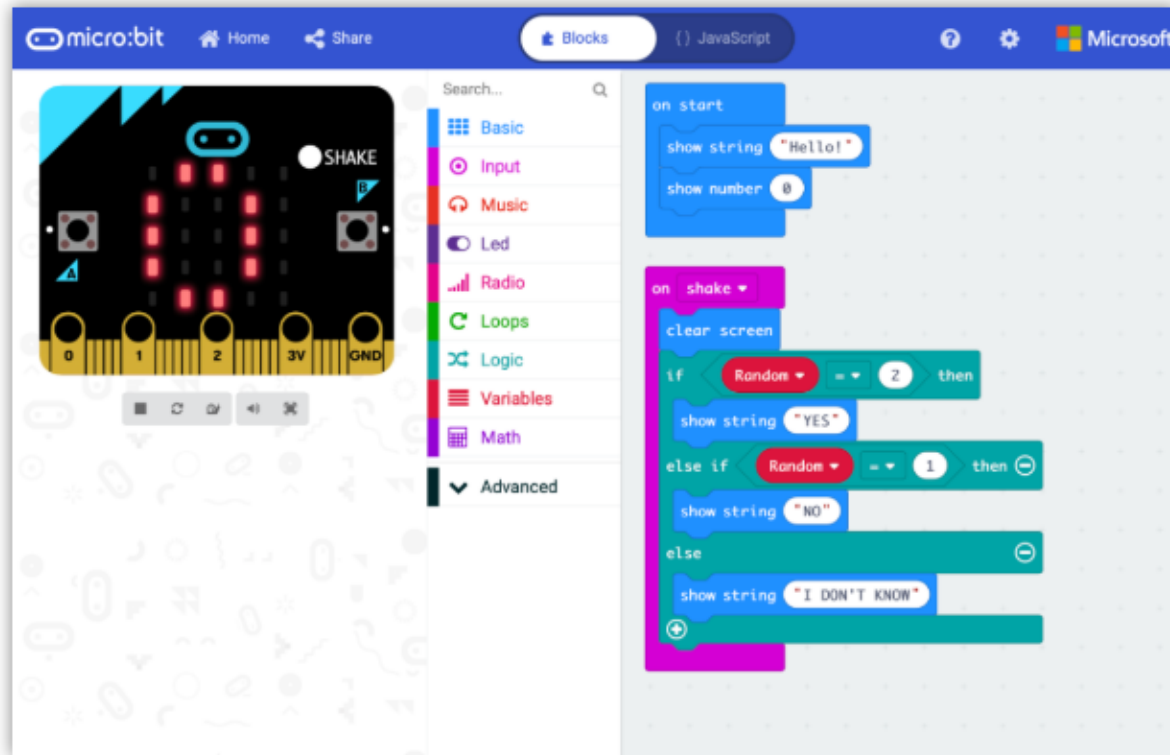 micro:bit Home Share Blocks {} JavaScript ? Microsoft
SHAKE
B
A
0 1 2 3V GND
Search...
Basic
Input
Music
Led
Radio
Loops
Logic
Variables
Math
Advanced
on start
show string "Hello!"
show number 0
on shake
clear screen
if Random = 2 then
show string "YES"
else if Random = 1 then
show string "NO"
else
show string "I DON'T KNOW"